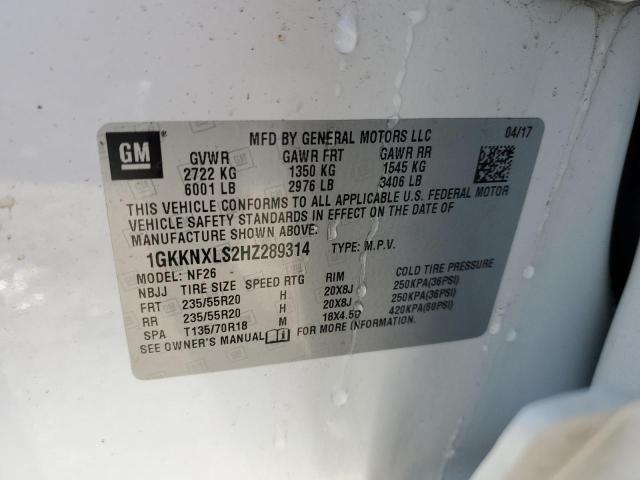 GM
MFD BY GENERAL MOTORS LLC 04/17
GVWR GAWR FRT GAWR RR
2722 KG 1350 KG 1545 KG
6001 LB 2976 LB 3406 LB
THIS VEHICLE CONFORMS TO ALL APPLICABLE U.S. FEDERAL MOTOR
VEHICLE SAFETY STANDARDS IN EFFECT ON THE DATE OF
MANUFACTURE SHOWN ABOVE.
1GKKNXLS2HZ289314 TYPE: M.P.V.
MODEL: NF26
NBJJ TIRE SIZE SPEED RTG RIM COLD TIRE PRESSURE
FRT 235/55R20 H 20X8J 250KPA(36PSI)
RR 235/55R20 H 20X8J 250KPA(36PSI)
SPA T135/70R18 M 18X4.5D 420KPA(60PSI)
SEE OWNER'S MANUAL FOR MORE INFORMATION.